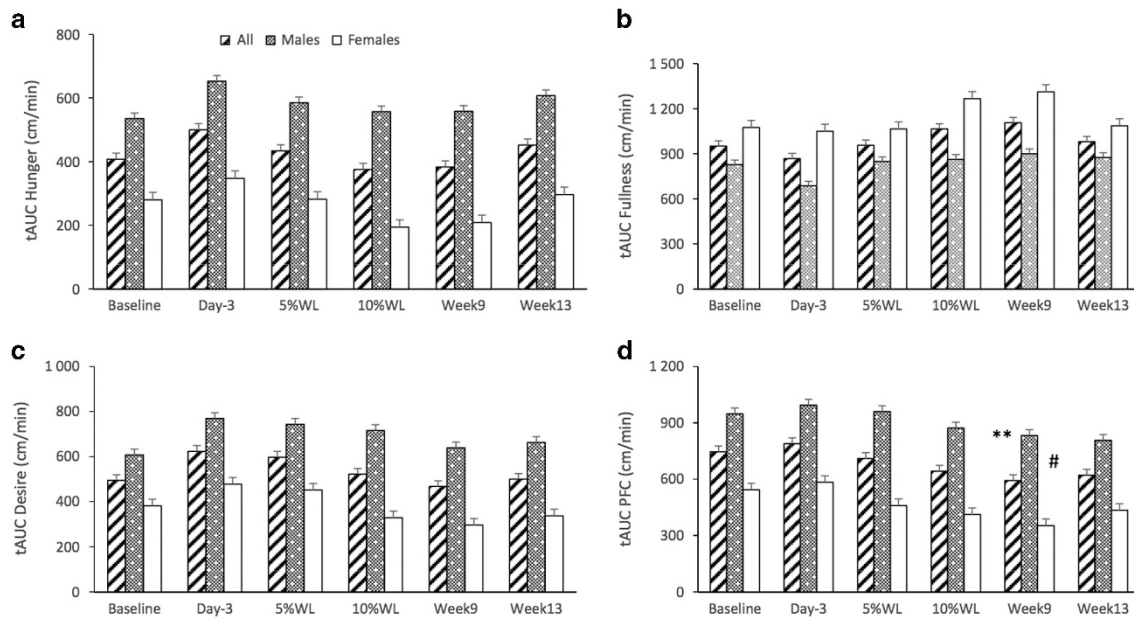 a
800
600
400
200
0
tAUC Hunger (cm/min)
All Males Females
Baseline Day-3 5%WL 10%WL Week9 Week13
b
1 500
1200
900
600
300
0
tAUC Fullness (cm/min)
Baseline Day-3 5%WL 10%WL Week9 Week13
c
1 000
800
600
400
200
0
tAUC Desire (cm/min)
Baseline Day-3 5%WL 10%WL Week9 Week13
d
1 200
900
600
300
0
tAUC PFC (cm/min)
**
#
Baseline Day-3 5%WL 10%WL Week9 Week13